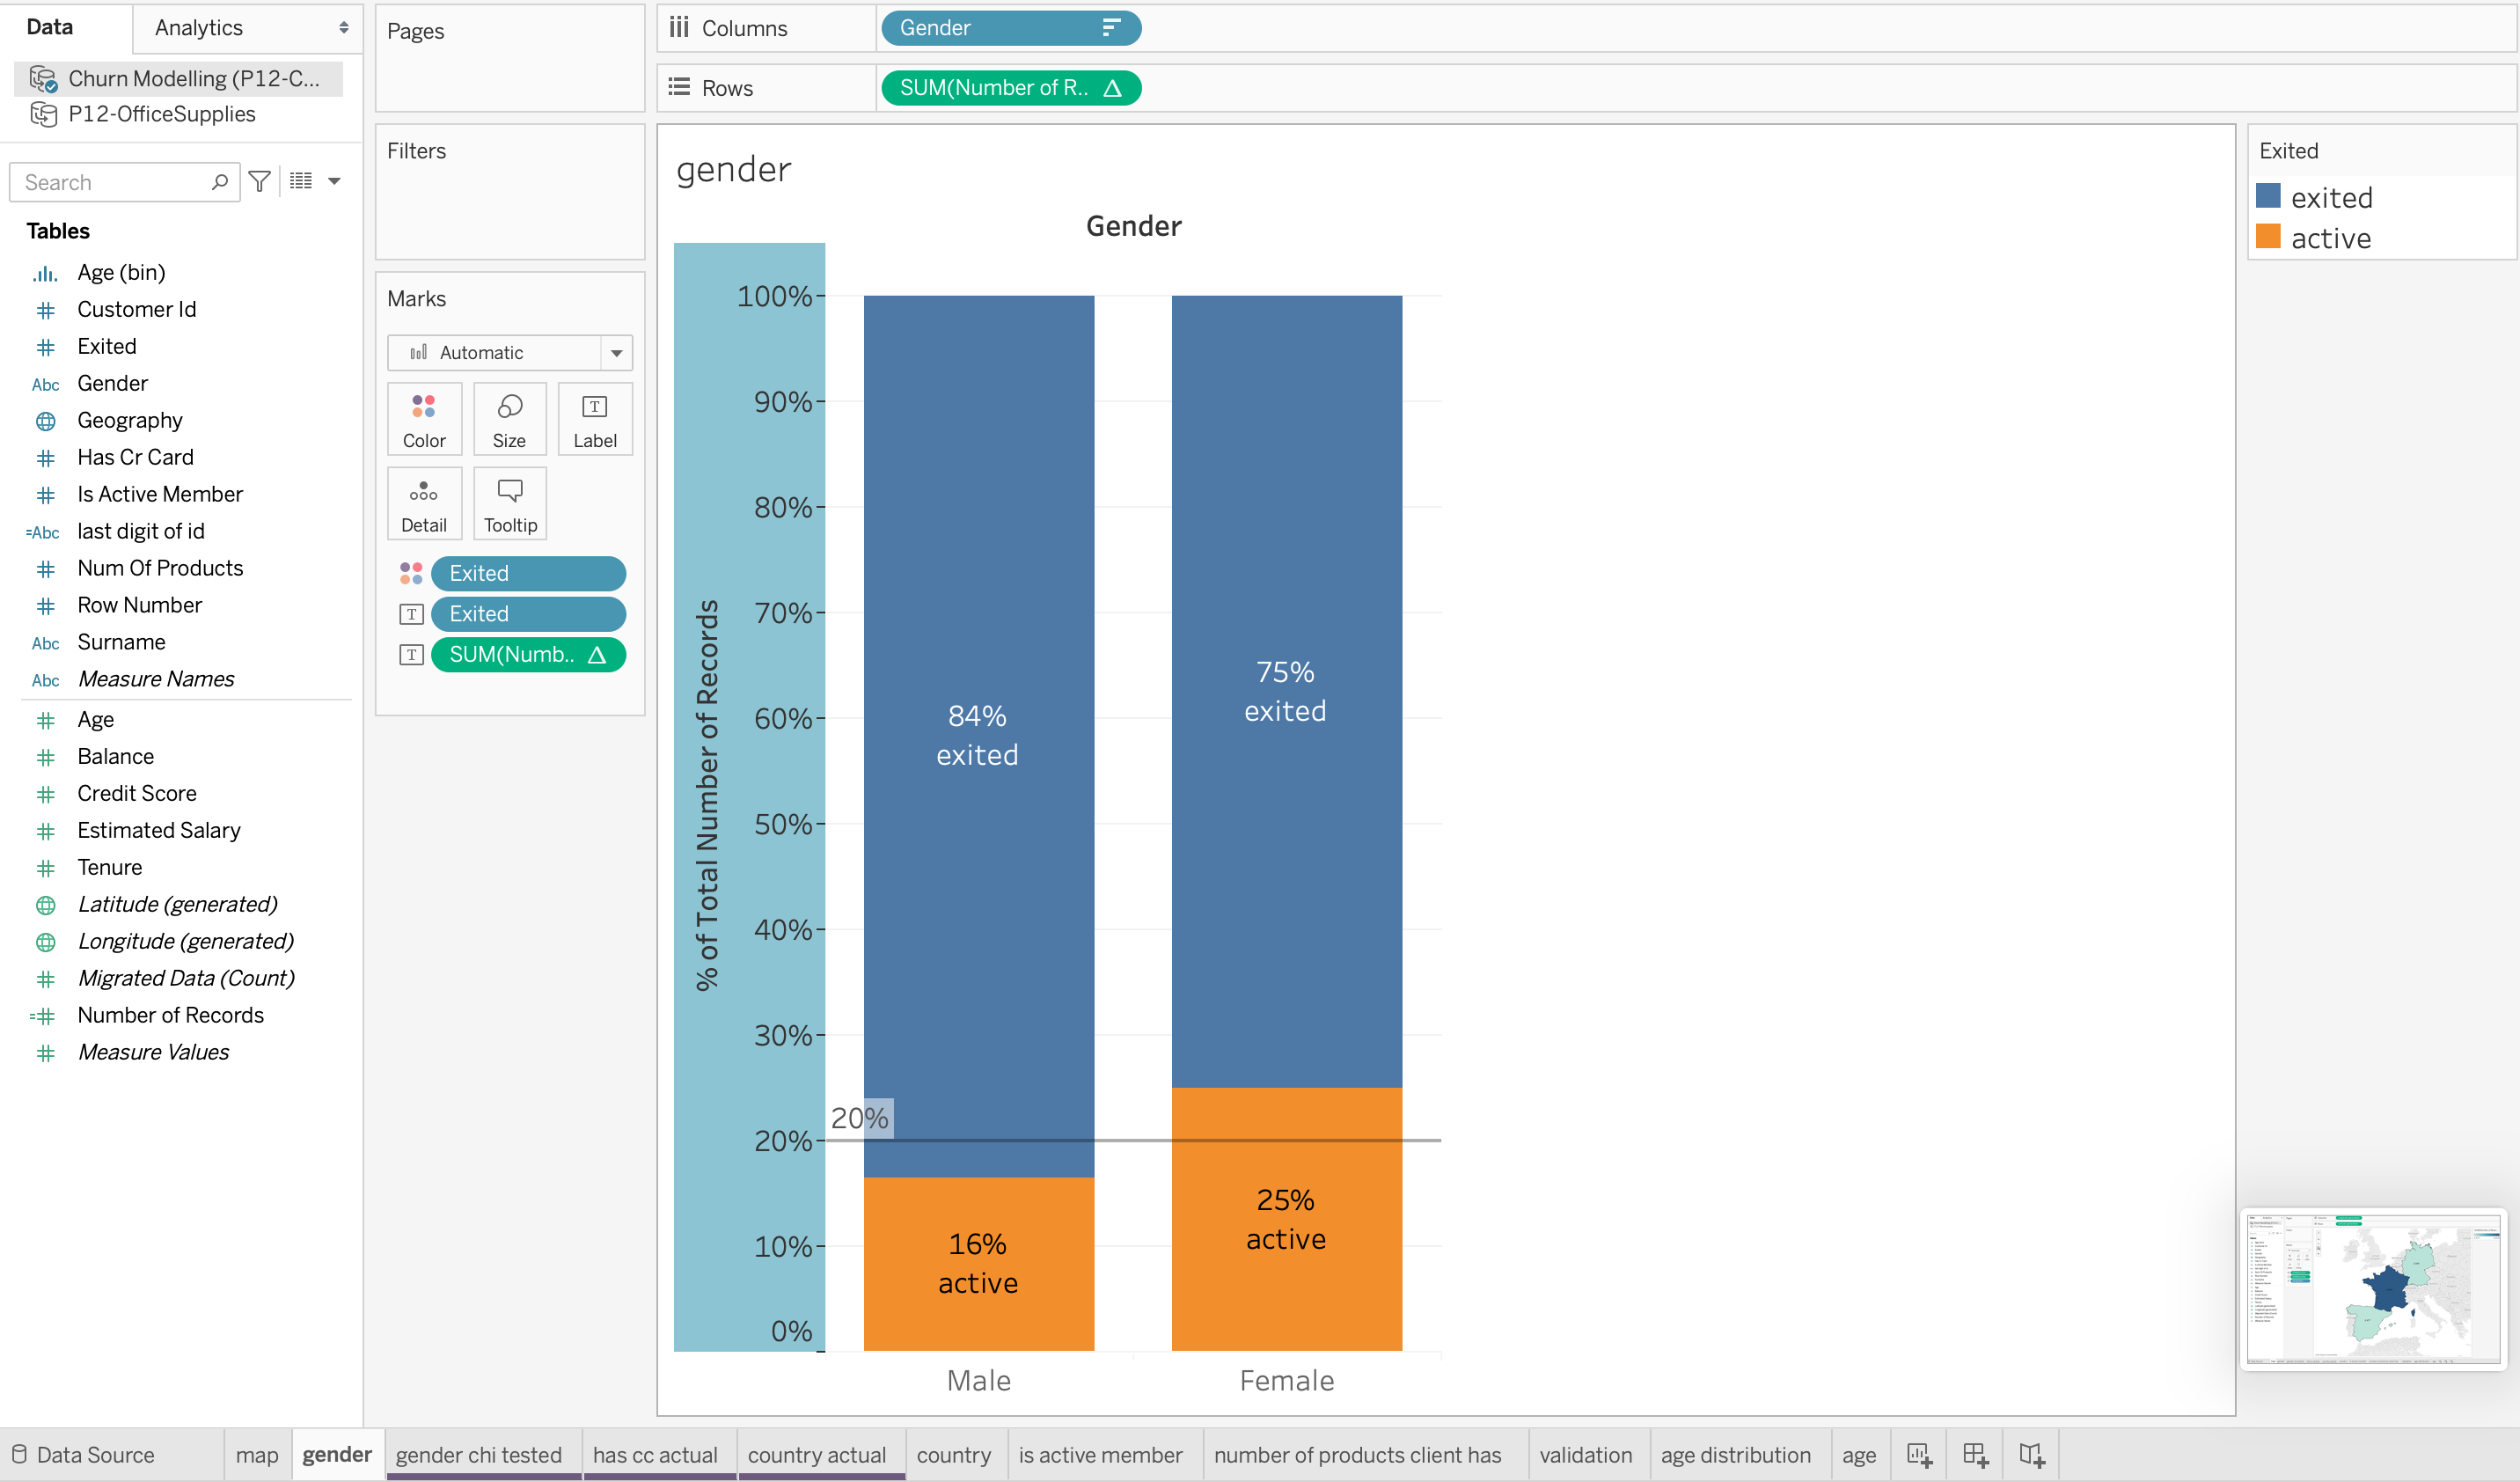 Data
Analytics
Churn Modelling (P12-C...
P12-OfficeSupplies
Search
Tables
Age (bin)
# Customer Id
# Exited
Abc Gender
Geography
# Has Cr Card
# Is Active Member
=Abc last digit of id
# Num Of Products
# Row Number
Abc Surname
Abc Measure Names
# Age
# Balance
# Credit Score
# Estimated Salary
# Tenure
Latitude (generated)
Longitude (generated)
# Migrated Data (Count)
=# Number of Records
# Measure Values
Pages
Filters
Marks
Automatic
Color
Size
T
Label
Detail
Tooltip
Exited
T Exited
T SUM(Numb.. Δ
Columns
Gender
Rows
SUM(Number of R.. Δ
gender
Gender
% of Total Number of Records
100%
90%
80%
70%
60%
50%
40%
30%
20%
10%
0%
20%
84%
exited
75%
exited
16%
active
25%
active
Male
Female
Exited
exited
active
Data Source
map
gender
gender chi tested
has cc actual
country actual
country
is active member
number of products client has
validation
age distribution
age